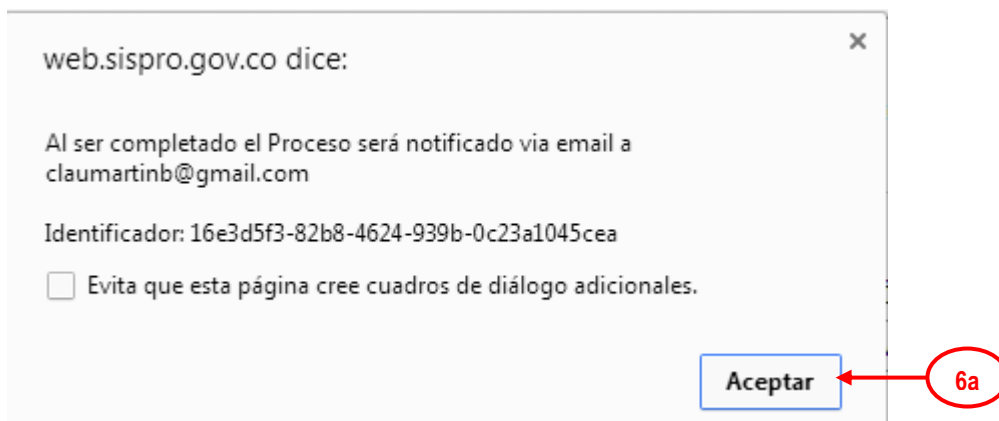 web.sispro.gov.co dice:
×
Al ser completado el Proceso será notificado via email a
claumartinb@gmail.com
Identificador: 16e3d5f3-82b8-4624-939b-0c23a1045cea
Evita que esta página cree cuadros de diálogo adicionales.
Aceptar
6a